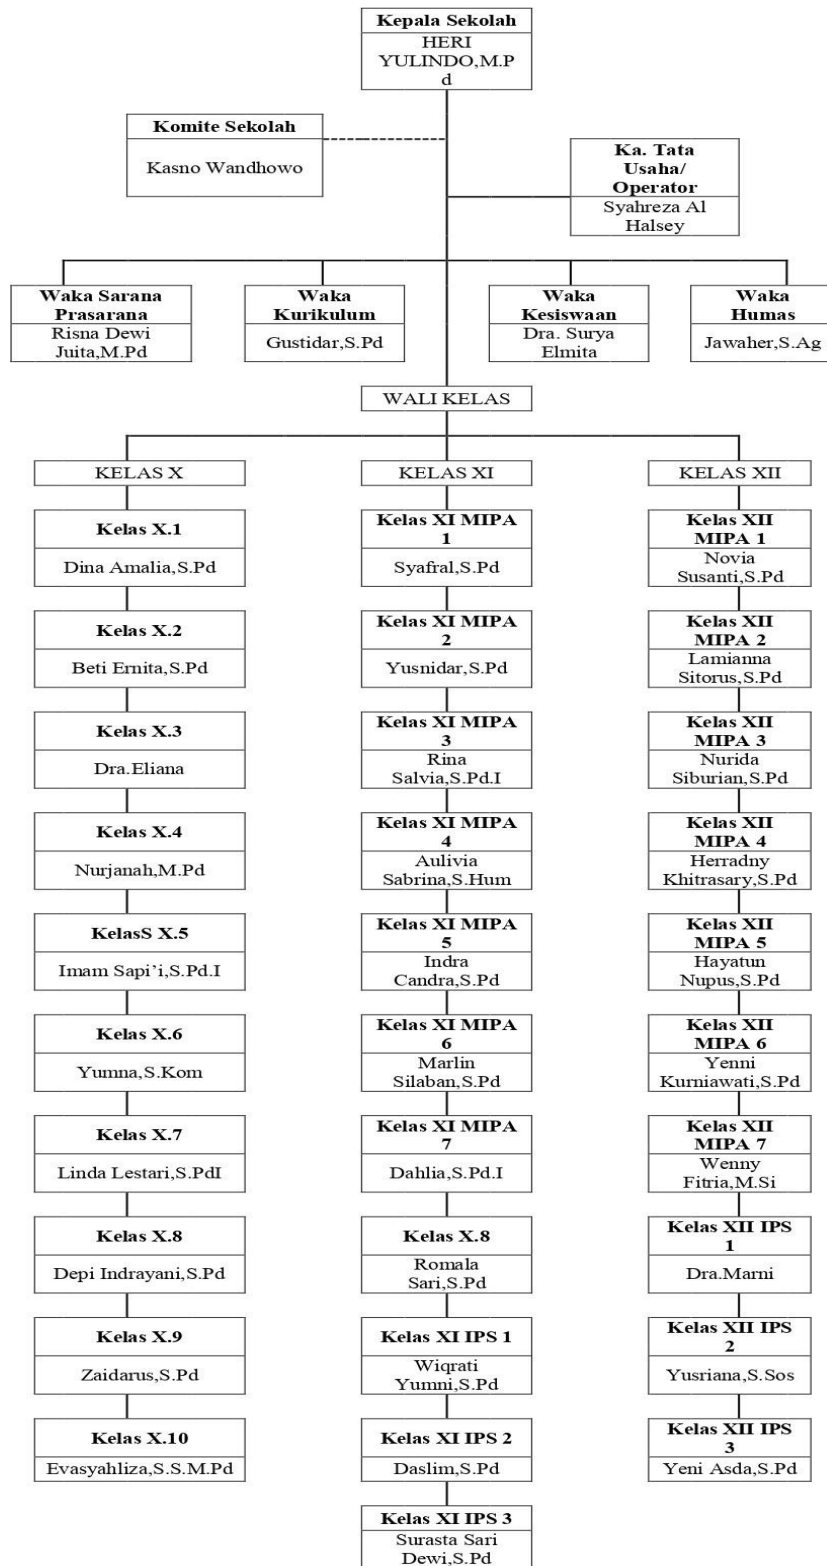 Kepala Sekolah
HERI
YULINDO,M.P
d
Komite Sekolah
Kasno Wandhowo
Ka. Tata
Usaha/
Operator
Syahreza Al
Halsey
Waka Sarana
Prasarana
Risna Dewi
Juita,M.Pd
Waka
Kurikulum
Gustidar,S.Pd
Waka
Kesiswaan
Dra. Surya
Elmita
Waka
Humas
Jawaher,S.Ag
WALI KELAS
KELAS X
Kelas X.1
Dina Amalia,S.Pd
Kelas X.2
Beti Ernita,S.Pd
Kelas X.3
Dra.Eliana
Kelas X.4
Nurjanah,M.Pd
KelasS X.5
Imam Sapi’i,S.Pd.I
Kelas X.6
Yumna,S.Kom
Kelas X.7
Linda Lestari,S.PdI
Kelas X.8
Depi Indrayani,S.Pd
Kelas X.9
Zaidarus,S.Pd
Kelas X.10
Evasyahliza,S.S.M.Pd
KELAS XI
Kelas XI MIPA
1
Syafral,S.Pd
Kelas XI MIPA
2
Yusnidar,S.Pd
Kelas XI MIPA
3
Rina
Salvia,S.Pd.I
Kelas XI MIPA
4
Aulivia
Sabrina,S.Hum
Kelas XI MIPA
5
Indra
Candra,S.Pd
Kelas XI MIPA
6
Marlin
Silaban,S.Pd
Kelas XI MIPA
7
Dahlia,S.Pd.I
Kelas X.8
Romala
Sari,S.Pd
Kelas XI IPS 1
Wiqrati
Yumni,S.Pd
Kelas XI IPS 2
Daslim,S.Pd
Kelas XI IPS 3
Surasta Sari
Dewi,S.Pd
KELAS XII
Kelas XII
MIPA 1
Novia
Susanti,S.Pd
Kelas XII
MIPA 2
Lamianna
Sitorus,S.Pd
Kelas XII
MIPA 3
Nurida
Siburian,S.Pd
Kelas XII
MIPA 4
Herradny
Khitrasary,S.Pd
Kelas XII
MIPA 5
Hayatun
Nupus,S.Pd
Kelas XII
MIPA 6
Yenni
Kurniawati,S.Pd
Kelas XII
MIPA 7
Wenny
Fitria,M.Si
Kelas XII IPS
1
Dra.Marni
Kelas XII IPS
2
Yusriana,S.Sos
Kelas XII IPS
3
Yeni Asda,S.Pd